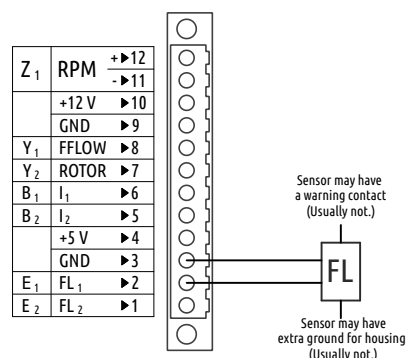 Z₁ RPM +▶12
-▶11
+12 V ▶10
GND ▶9
Y₁ FFLOW ▶8
Y₂ ROTOR ▶7
B₁ I₁ ▶6
B₂ I₂ ▶5
+5 V ▶4
GND ▶3
E₁ FL₁ ▶2
E₂ FL₂ ▶1
Sensor may have
a warning contact
(Usually not.)
FL
Sensor may have
extra ground for housing
(Usually not.)